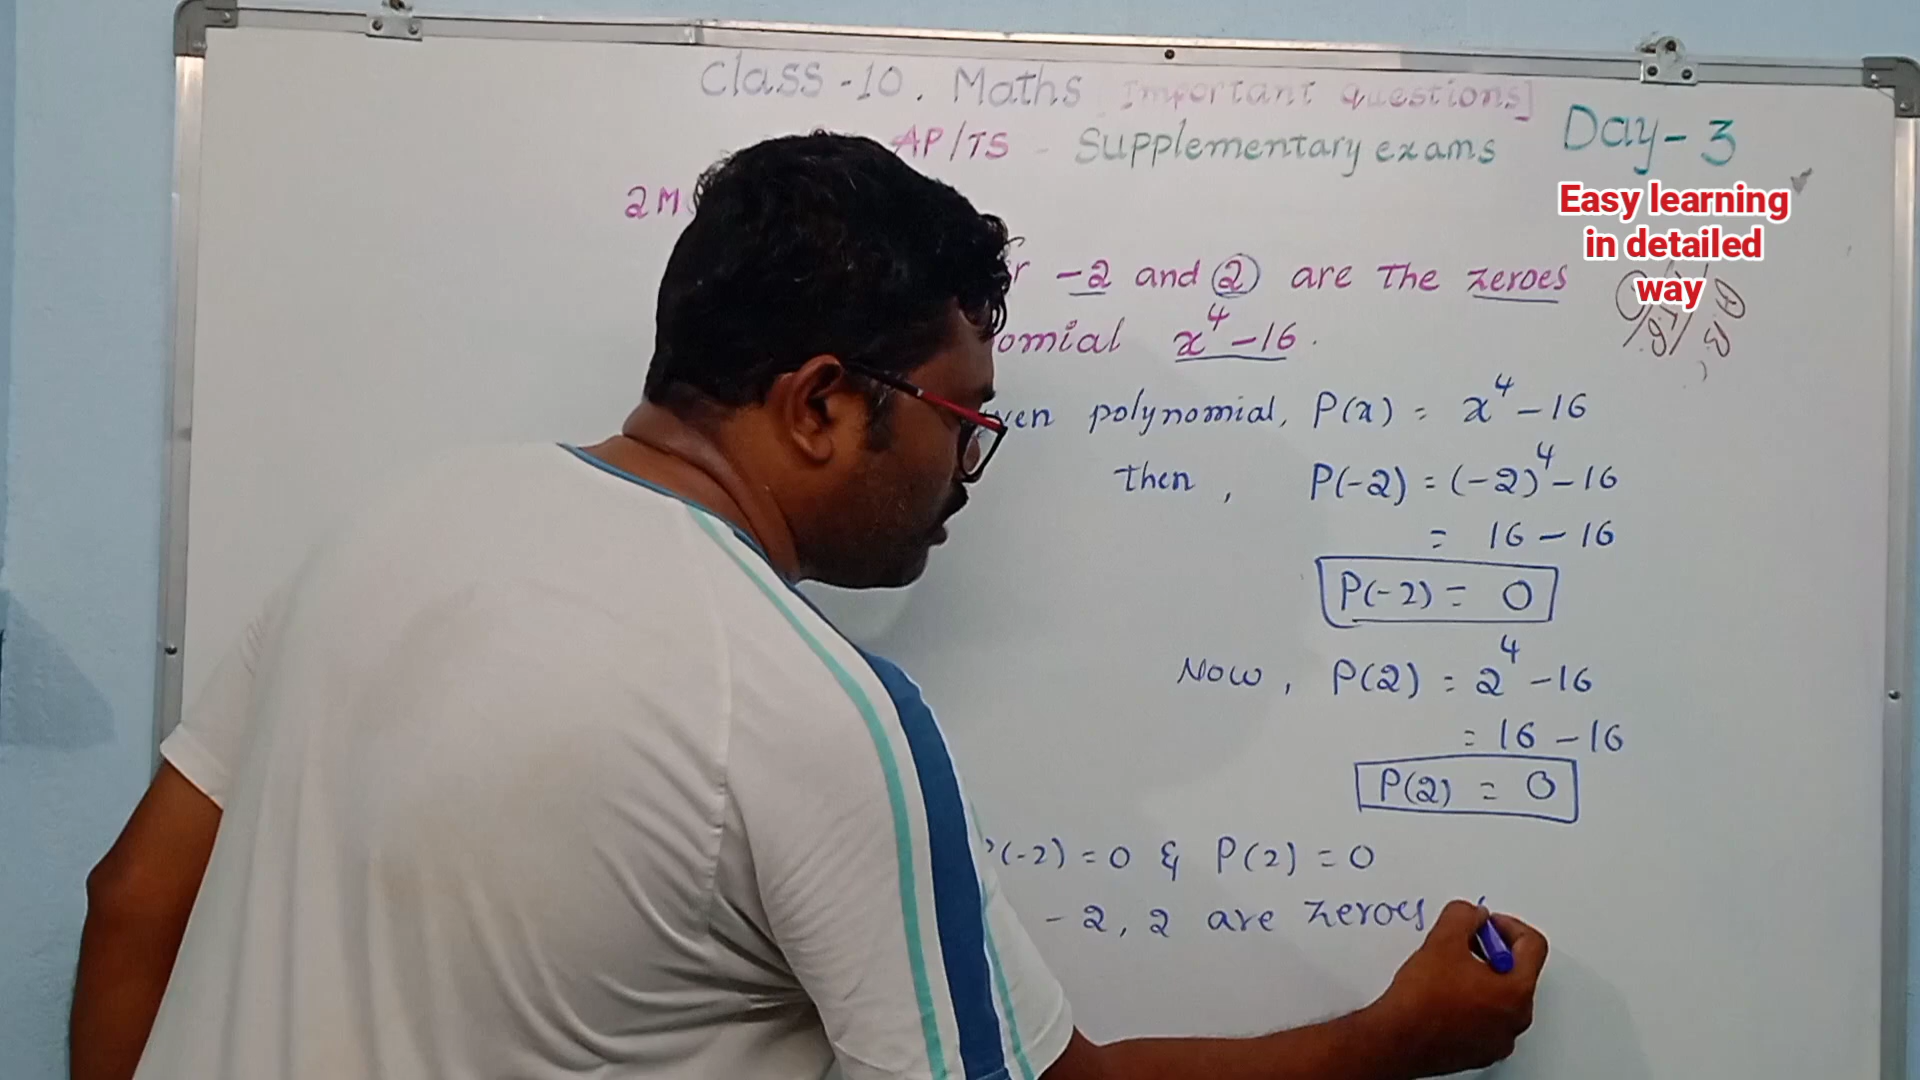 Class-10. Maths [Important questions]
AP/TS - Supplementary exams
Day-3
Easy learning
in detailed
way
2M
-2 and 2 are the zeroes
omial x⁴-16.
ven polynomial, P(x) = x⁴-16
then, P(-2) = (-2)⁴-16
= 16-16
P(-2) = 0
Now, P(2) = 2⁴-16
= 16-16
P(2) = 0
(-2)=0 & P(2)=0
-2, 2 are zeroes